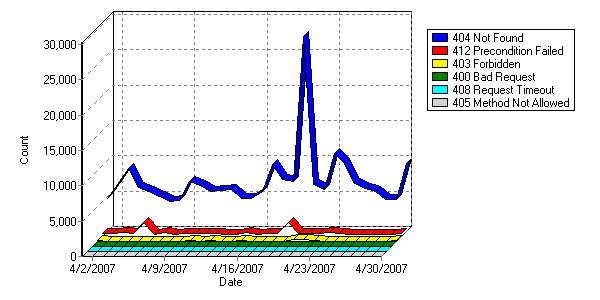 30,000
25,000
20,000
15,000
10,000
5,000
0
Count
4/2/2007
4/9/2007
4/16/2007
4/23/2007
4/30/2007
Date
404 Not Found
412 Precondition Failed
403 Forbidden
400 Bad Request
408 Request Timeout
405 Method Not Allowed